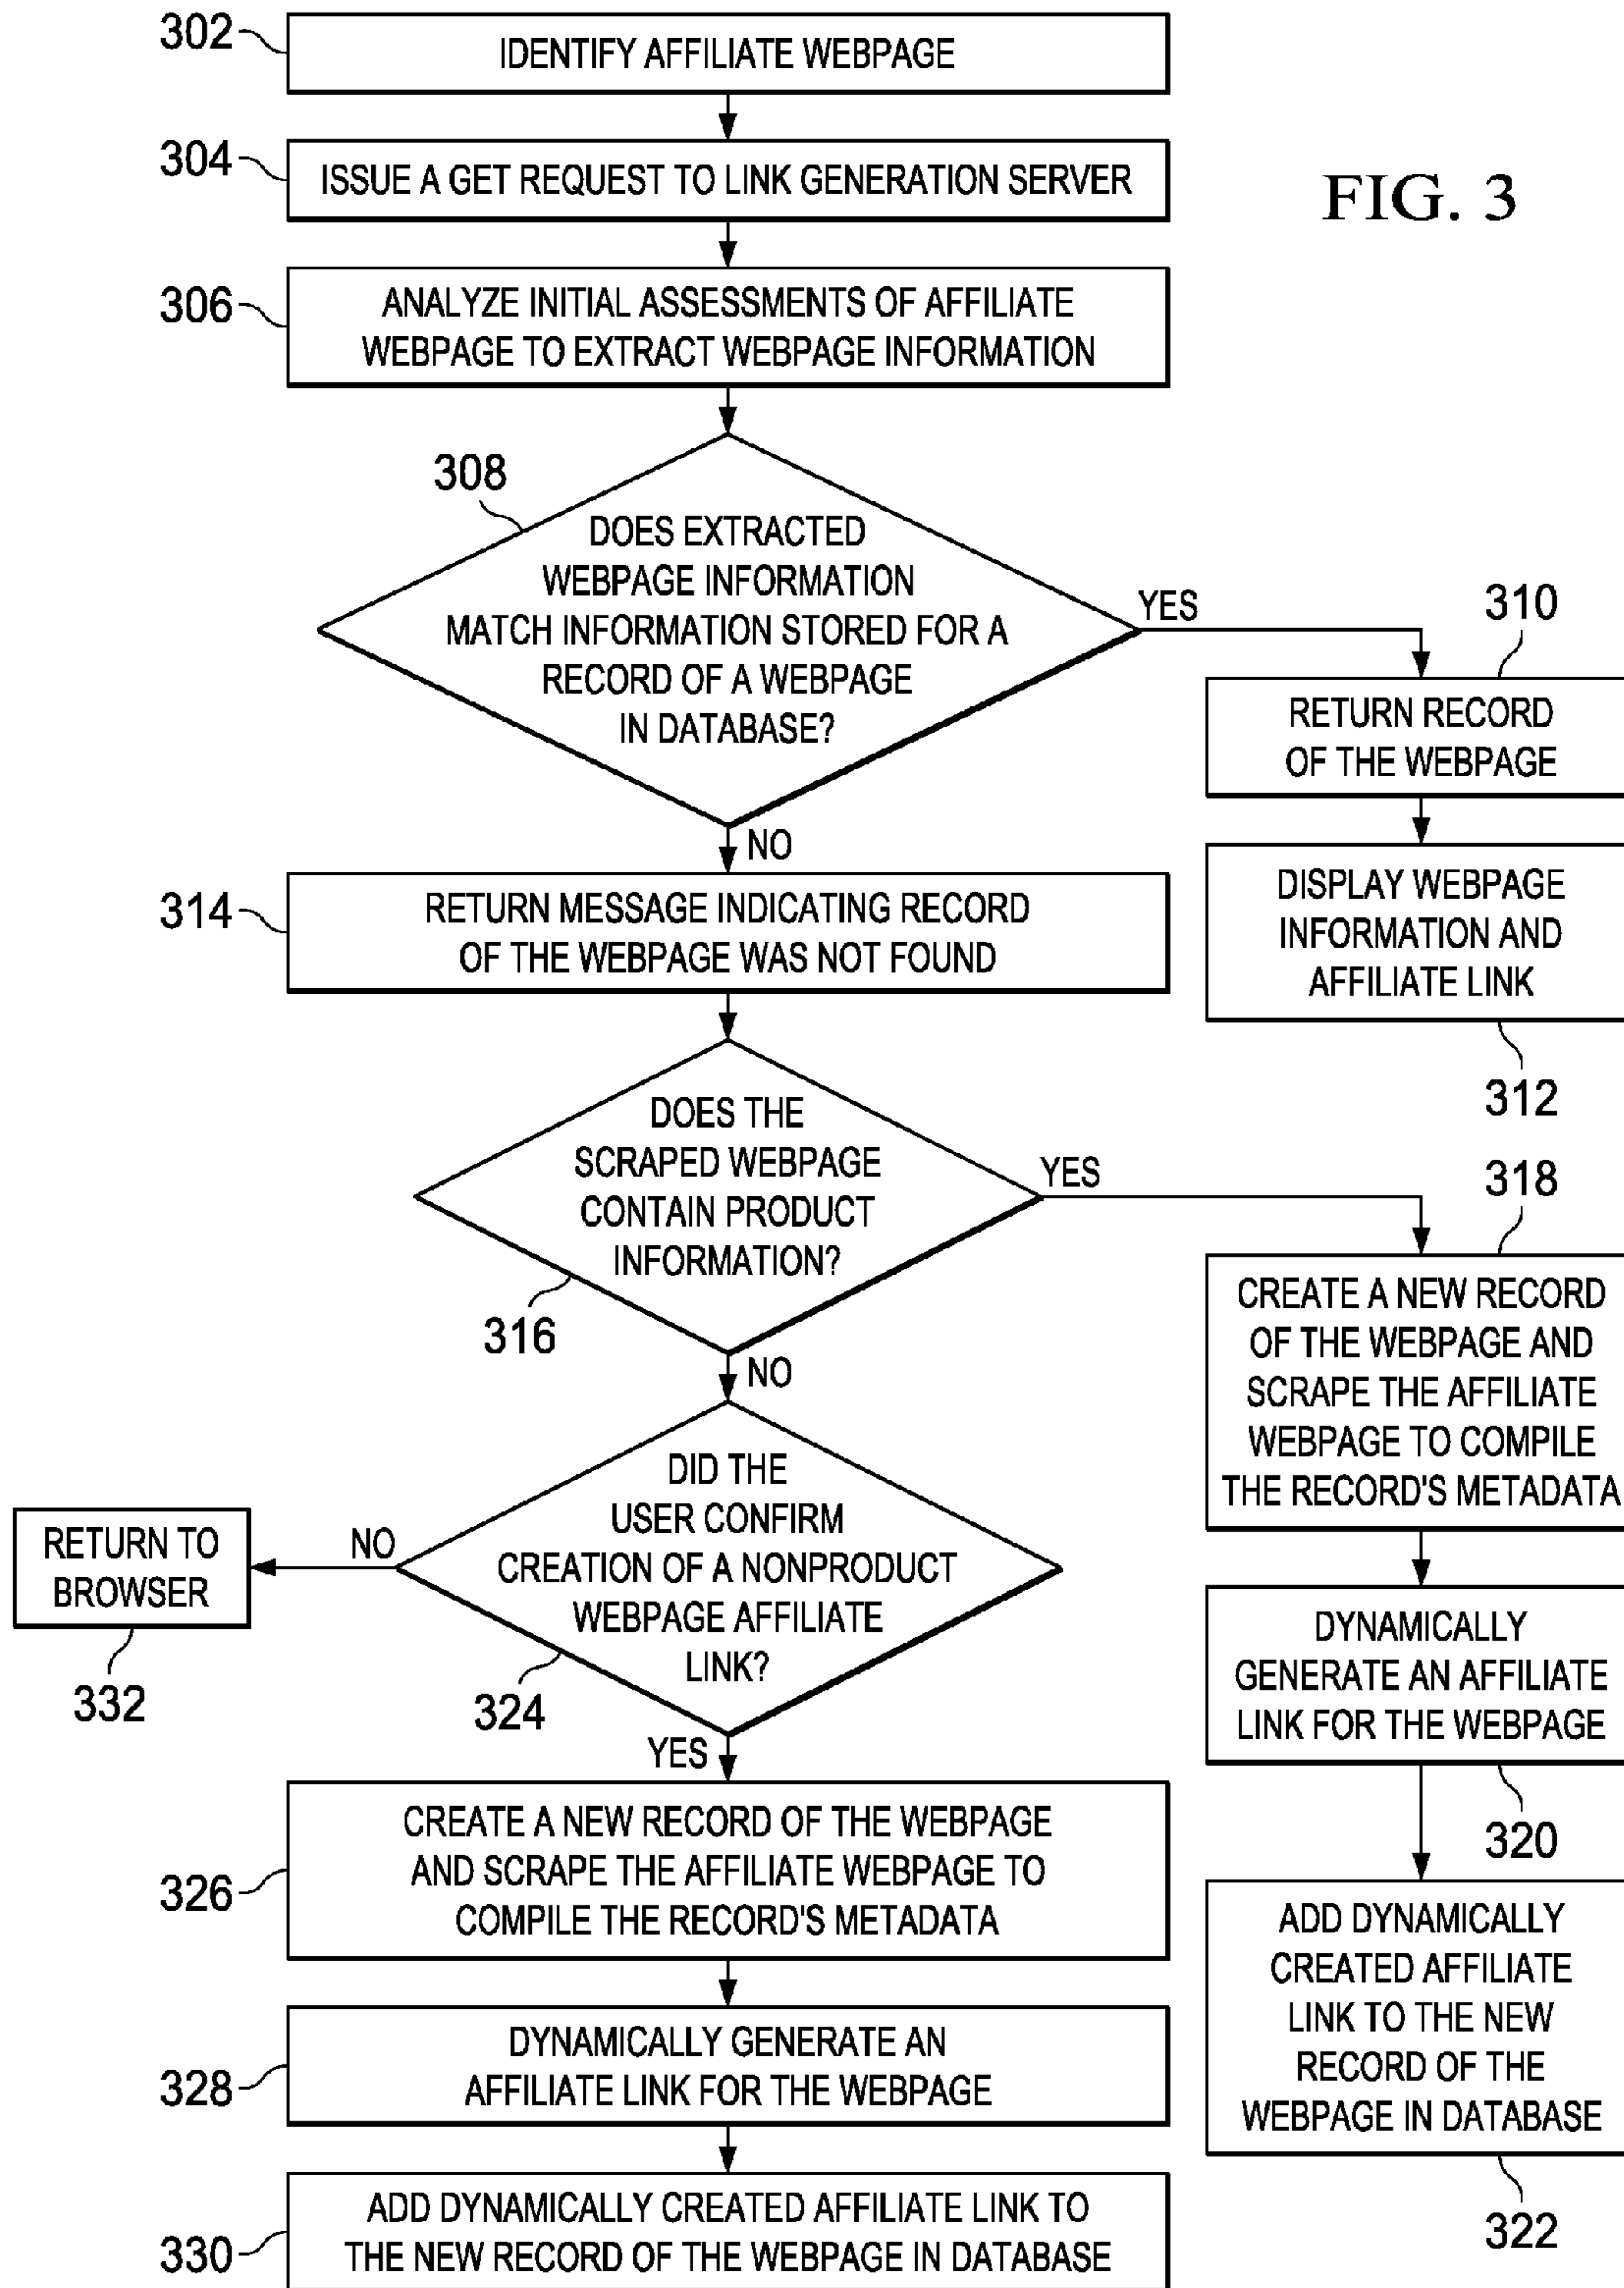 302
IDENTIFY AFFILIATE WEBPAGE
304
ISSUE A GET REQUEST TO LINK GENERATION SERVER
FIG. 3
306
ANALYZE INITIAL ASSESSMENTS OF AFFILIATE
WEBPAGE TO EXTRACT WEBPAGE INFORMATION
308
DOES EXTRACTED
WEBPAGE INFORMATION
MATCH INFORMATION STORED FOR A
RECORD OF A WEBPAGE
IN DATABASE?
YES
310
RETURN RECORD
OF THE WEBPAGE
DISPLAY WEBPAGE
INFORMATION AND
AFFILIATE LINK
312
NO
314
RETURN MESSAGE INDICATING RECORD
OF THE WEBPAGE WAS NOT FOUND
DOES THE
SCRAPED WEBPAGE
CONTAIN PRODUCT
INFORMATION?
316
YES
318
CREATE A NEW RECORD
OF THE WEBPAGE AND
SCRAPE THE AFFILIATE
WEBPAGE TO COMPILE
THE RECORD'S METADATA
DYNAMICALLY
GENERATE AN AFFILIATE
LINK FOR THE WEBPAGE
320
ADD DYNAMICALLY
CREATED AFFILIATE
LINK TO THE NEW
RECORD OF THE
WEBPAGE IN DATABASE
322
NO
DID THE
USER CONFIRM
CREATION OF A NONPRODUCT
WEBPAGE AFFILIATE
LINK?
324
NO
RETURN TO
BROWSER
332
YES
326
CREATE A NEW RECORD OF THE WEBPAGE
AND SCRAPE THE AFFILIATE WEBPAGE TO
COMPILE THE RECORD'S METADATA
328
DYNAMICALLY GENERATE AN
AFFILIATE LINK FOR THE WEBPAGE
330
ADD DYNAMICALLY CREATED AFFILIATE LINK TO
THE NEW RECORD OF THE WEBPAGE IN DATABASE